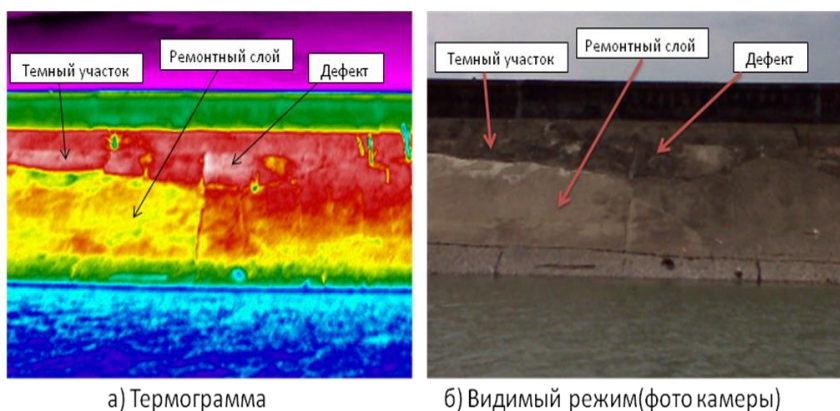 Ремонтный слой
Темный участок
Дефект
Ремонтный слой
Темный участок
Дефект
а) Термограмма
б) Видимый режим(фото камеры)